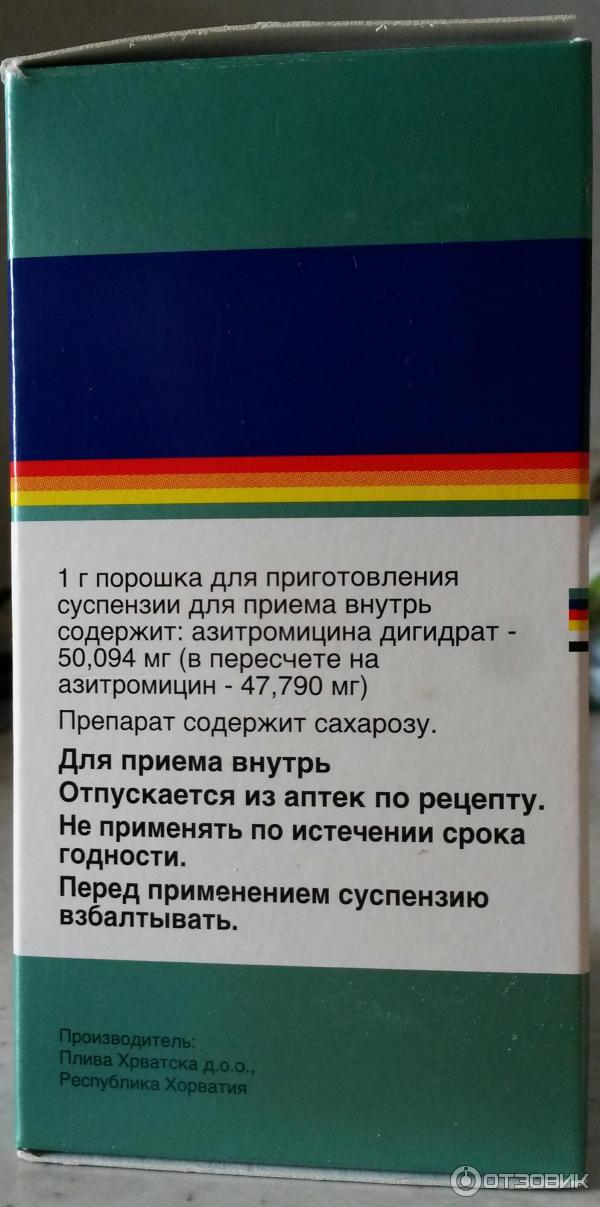 1 г порошка для приготовления
суспензии для приема внутрь
содержит: азитромицина дигидрат -
50,094 мг (в пересчете на
азитромицин - 47,790 мг)
Препарат содержит сахарозу.
Для приема внутрь
Отпускается из аптек по рецепту.
Не применять по истечении срока
годности.
Перед применением суспензию
взбалтывать.
Производитель:
Плива Хрватска д.о.о.,
Республика Хорватия
ОТЗОВИК